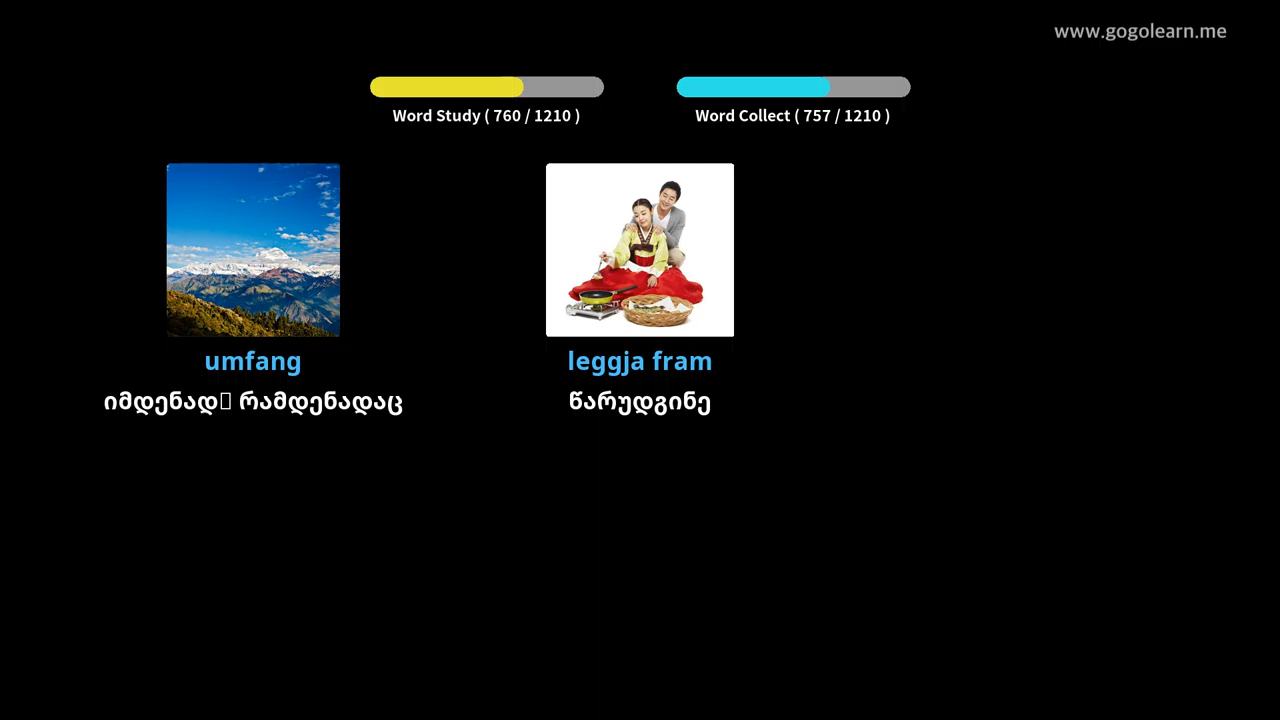 www.gogolearn.me
Word Study ( 760 / 1210 )
Word Collect ( 757 / 1210 )
umfang
იმდენად▯ რამდენადაც
leggja fram
წარუდგინე